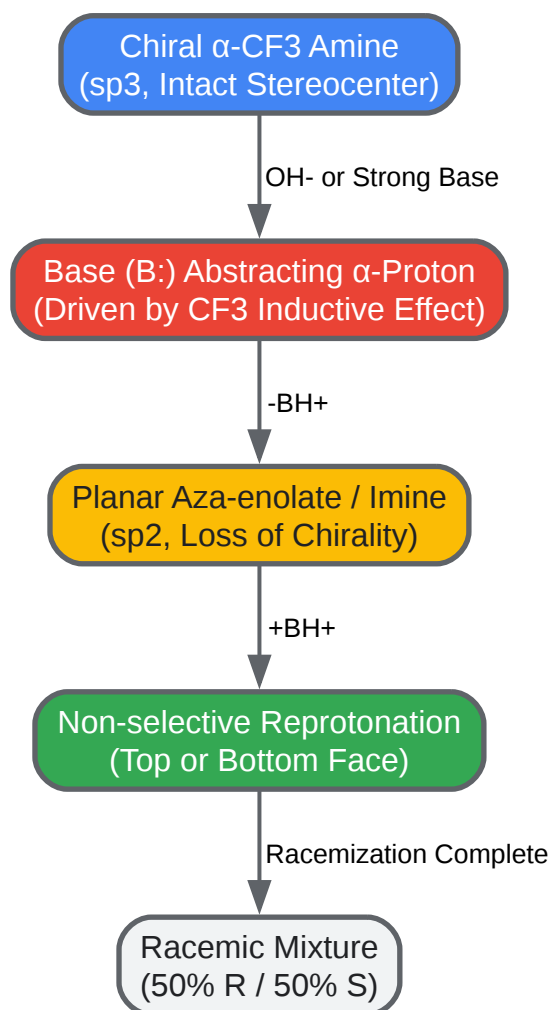 Chiral α-CF3 Amine
(sp3, Intact Stereocenter)
OH- or Strong Base
Base (B:) Abstracting α-Proton
(Driven by CF3 Inductive Effect)
-BH+
Planar Aza-enolate / Imine
(sp2, Loss of Chirality)
+BH+
Non-selective Reprotonation
(Top or Bottom Face)
Racemization Complete
Racemic Mixture
(50% R / 50% S)